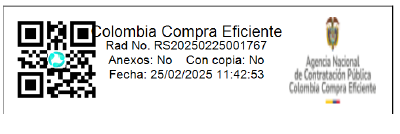 Colombia Compra Eficiente
Rad No. RS20250225001767
Anexos: No Con copia: No
Fecha: 25/02/2025 11:42:53
Agencia Nacional
de Contratación Pública
Colombia Compra Eficiente